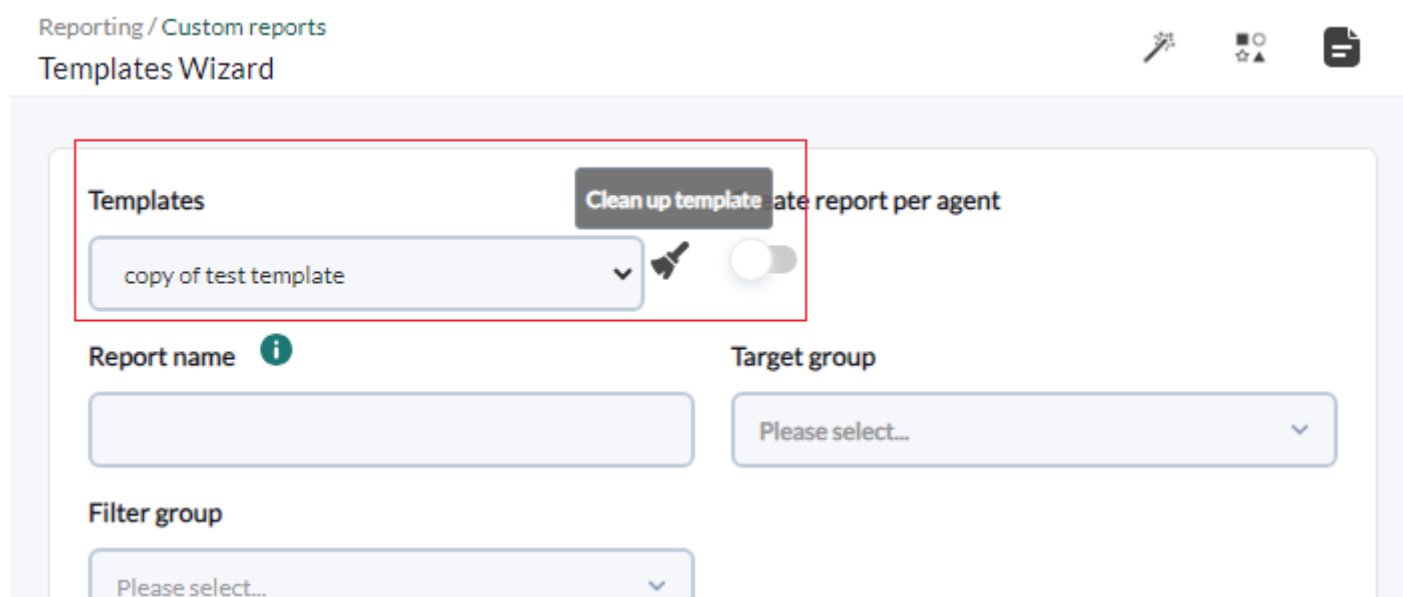 Reporting / Custom reports
Templates Wizard
Templates
Clean up template
ate report per agent
copy of test template
Report name
Target group
Please select...
Filter group
Please select...